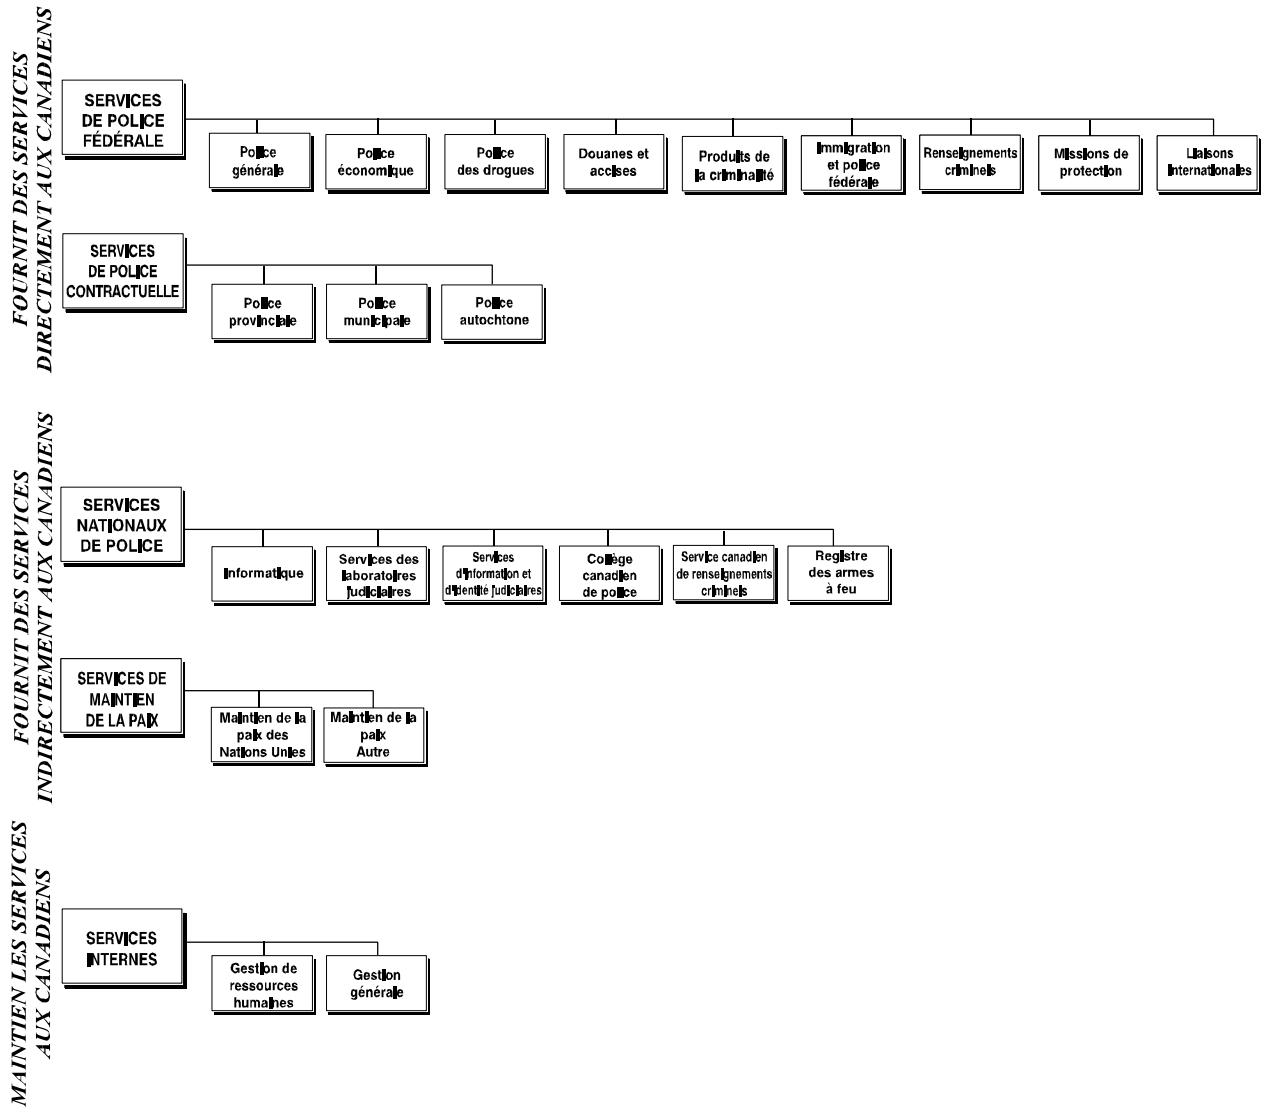 FOURNIT DES SERVICES
DIRECTEMENT AUX CANADIENS
SERVICES
DE POLICE
FÉDÉRALE
Police
générale
Police
économique
Police
des drogues
Douanes et
accises
Produits de
la criminalité
Immigration
et police
fédérale
Renseignements
criminels
Missions de
protection
Liaisons
internationales
SERVICES
DE POLICE
CONTRACTUELLE
Police
provinciale
Police
municipale
Police
autochtone
FOURNIT DES SERVICES
INDIRECTEMENT AUX CANADIENS
SERVICES
NATIONAUX
DE POLICE
Informatique
Services des
laboratoires
judiciaires
Services
d'information et
d'identité judiciaires
Collège
canadien
de police
Service canadien
de renseignements
criminels
Registre
des armes
à feu
SERVICES DE
MAINTIEN
DE LA PAIX
Maintien de la
paix des
Nations Unies
Maintien de la
paix
Autre
MAINTIEN LES SERVICES
AUX CANADIENS
SERVICES
INTERNES
Gestion de
ressources
humaines
Gestion
générale